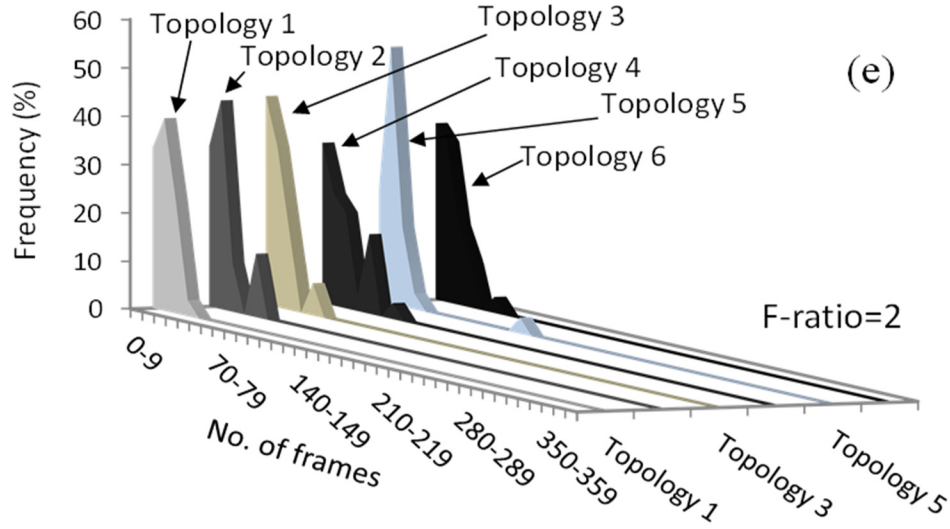 60
Topology 1
Topology 3
50
Topology 2
Topology 4
(e)
40
Topology 5
30
Topology 6
20
10
0
Frequency (%)
F-ratio=2
0-9
70-79
140-149
210-219
280-289
350-359
No. of frames
Topology 1
Topology 3
Topology 5